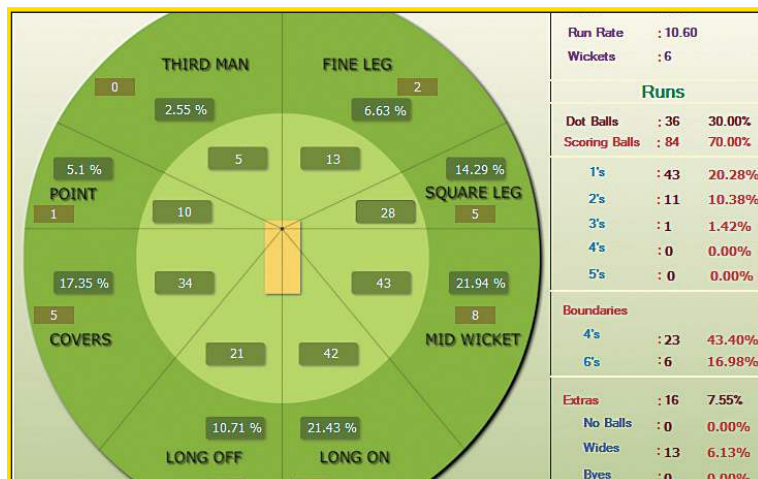 THIRD MAN
FINE LEG
0
2
2.55 %
6.63 %
5
13
5.1 %
14.29 %
POINT
SQUARE LEG
1
10
28
5
17.35 %
34
43
21.94 %
5
8
COVERS
MID WICKET
21
42
10.71 %
21.43 %
LONG OFF
LONG ON
Run Rate : 10.60
Wickets : 6
Runs
Dot Balls : 36 30.00%
Scoring Balls : 84 70.00%
1's : 43 20.28%
2's : 11 10.38%
3's : 1 1.42%
4's : 0 0.00%
5's : 0 0.00%
Boundaries
4's : 23 43.40%
6's : 6 16.98%
Extras : 16 7.55%
No Balls : 0 0.00%
Wides : 13 6.13%
Byes : 0 0.00%